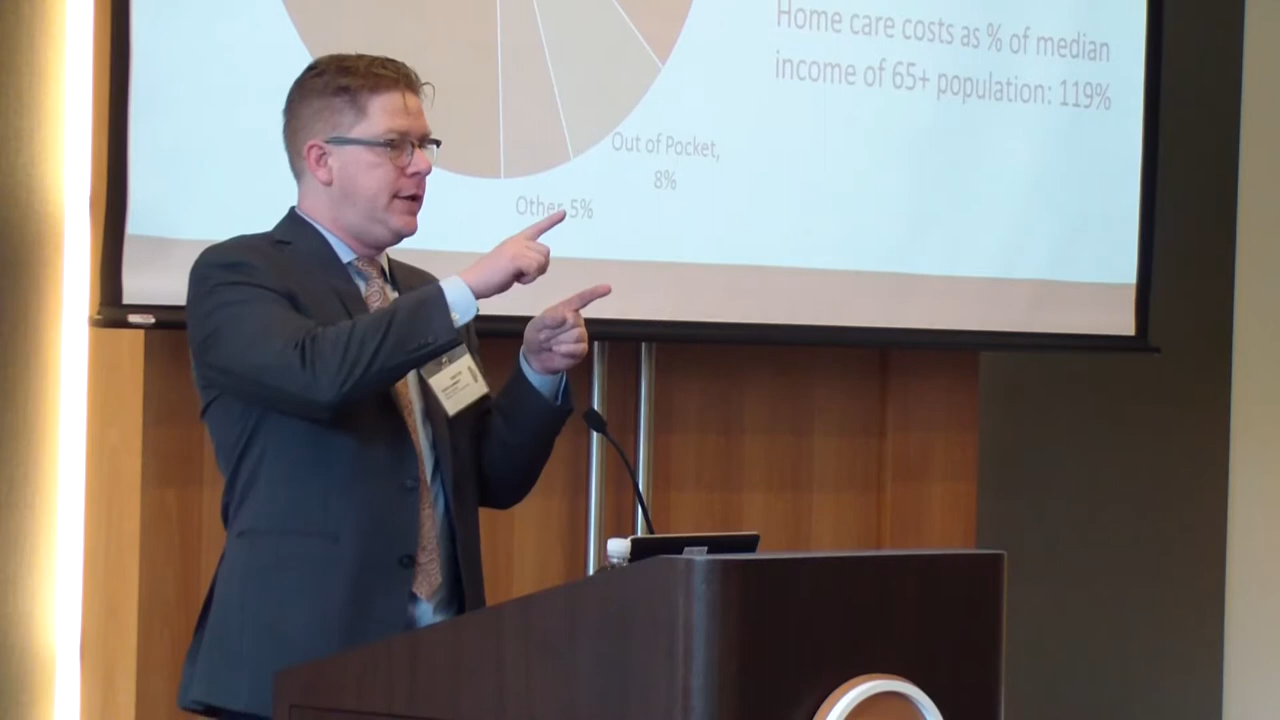 Home care costs as % of median
income of 65+ population: 119%
Out of Pocket,
8%
Other 5%